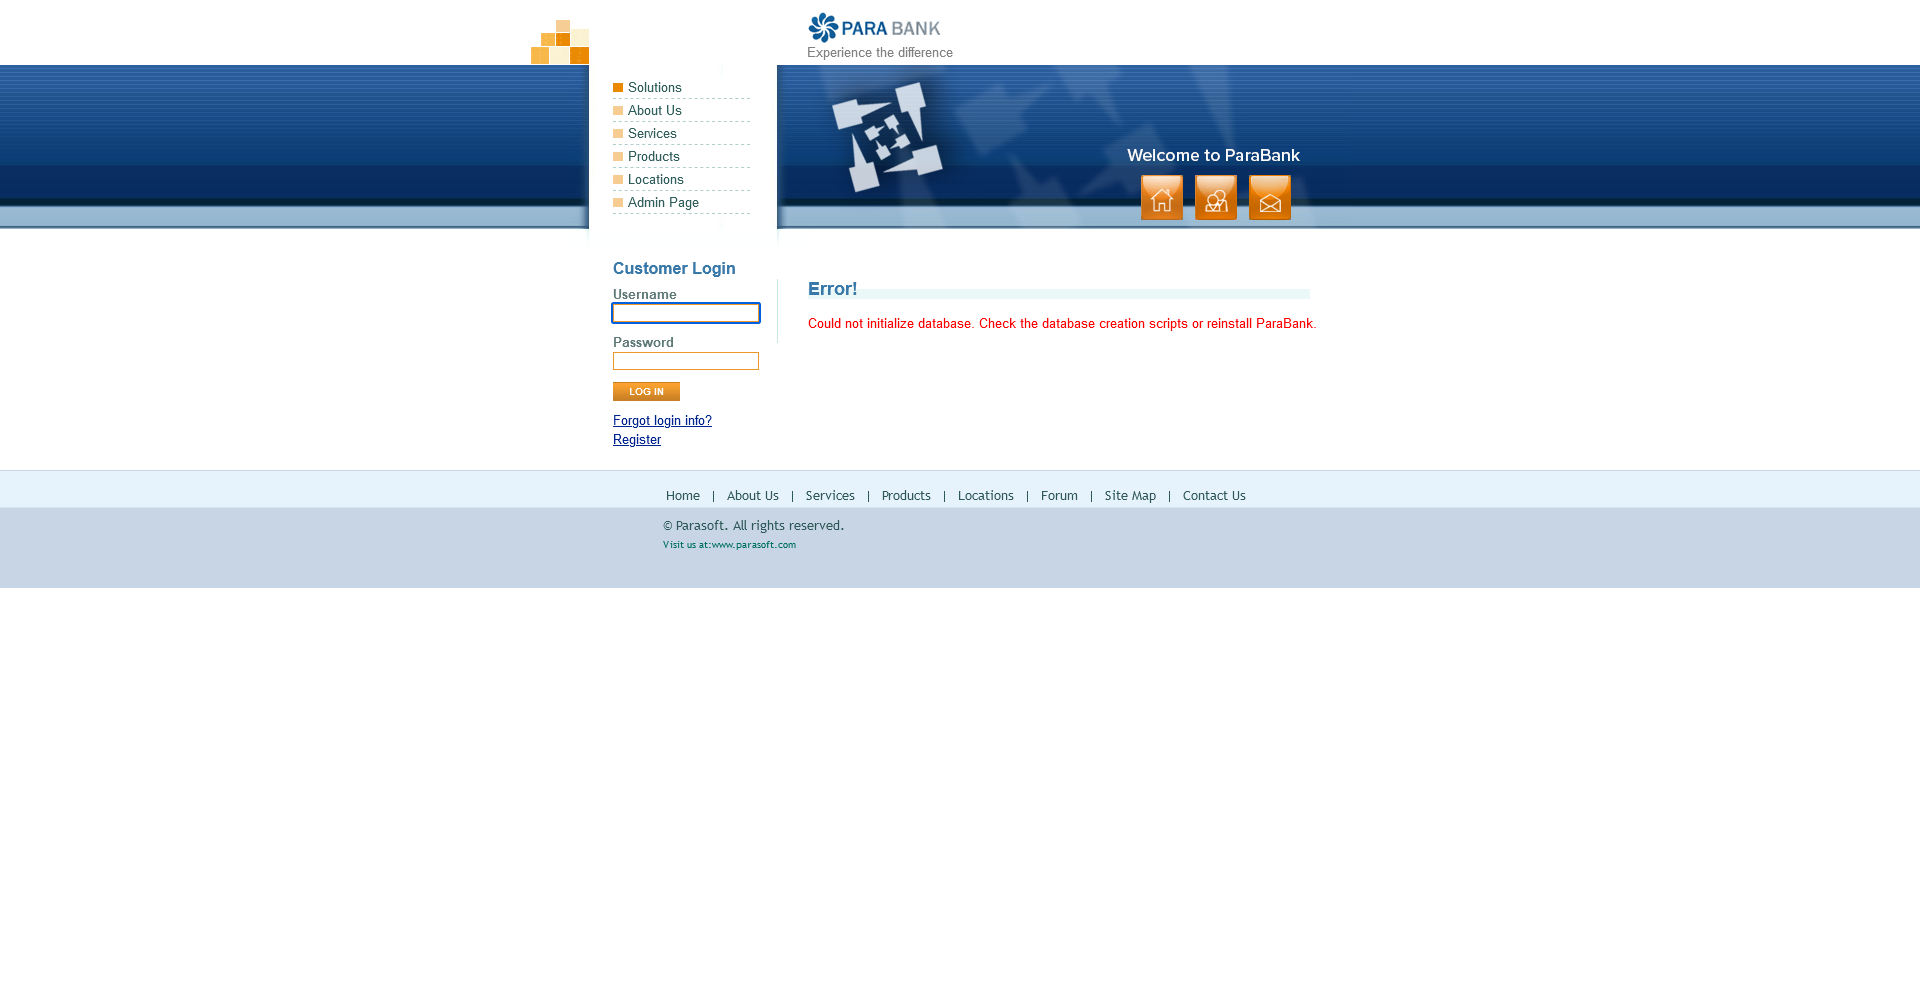 PARA BANK
Experience the difference
Solutions
About Us
Services
Products
Locations
Admin Page
Welcome to ParaBank
Customer Login
Username
Password
LOG IN
Forgot login info?
Register
Error!
Could not initialize database. Check the database creation scripts or reinstall ParaBank.
Home | About Us | Services | Products | Locations | Forum | Site Map | Contact Us
© Parasoft. All rights reserved.
Visit us at:www.parasoft.com